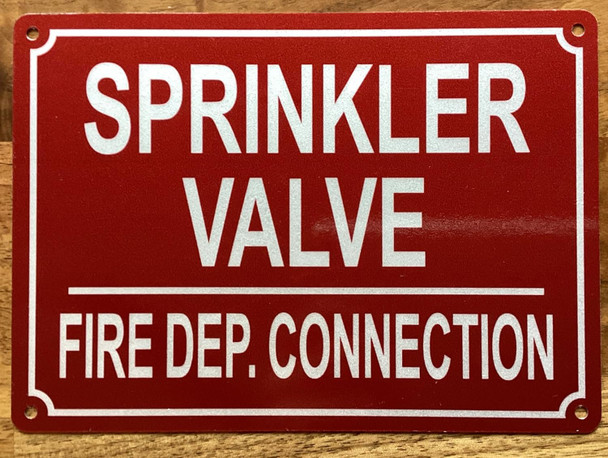 SPRINKLER
VALVE
FIRE DEP. CONNECTION